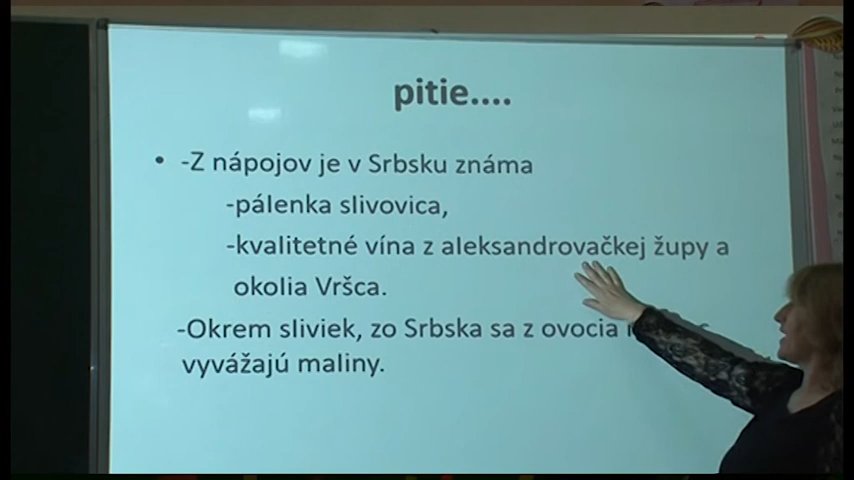 pitie....
• -Z nápojov je v Srbsku známa
-pálenka slivovica,
-kvalitetné vína z aleksandrovačkej župy a
okolia Vršca.
-Okrem sliviek, zo Srbska sa z ovocia
vyvážajú maliny.